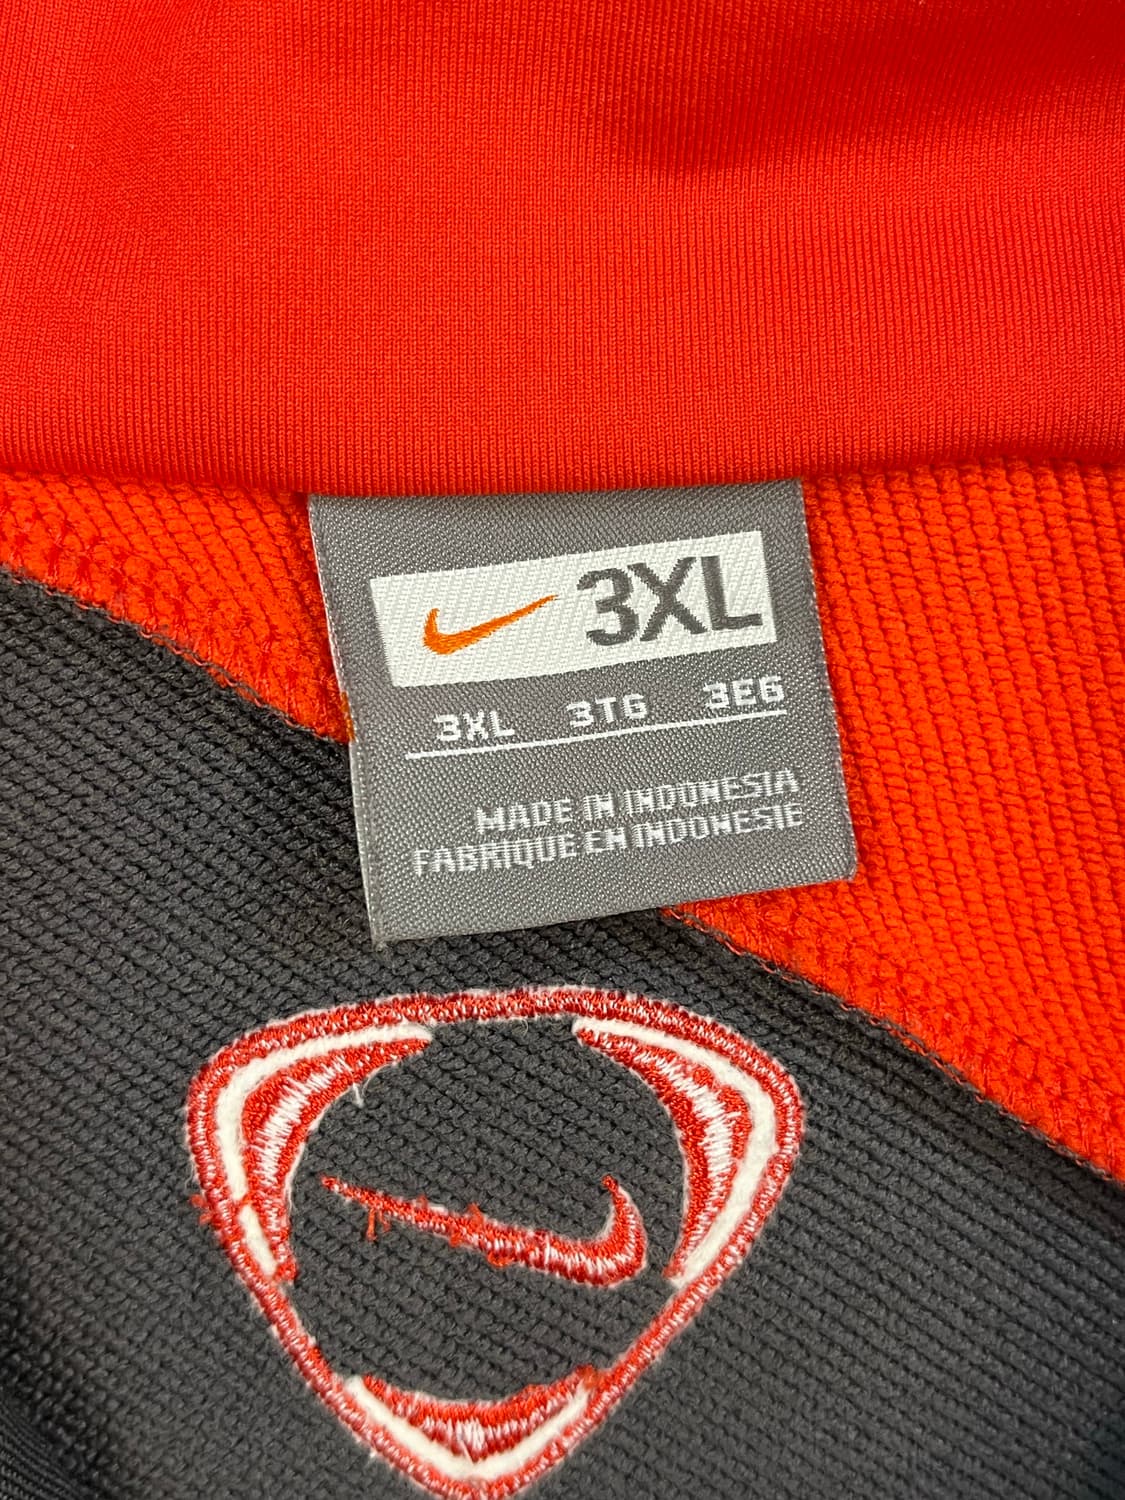 3XL
3XL 3TG 3EG
MADE IN INDONESIA
FABRIQUE EN INDONESIE